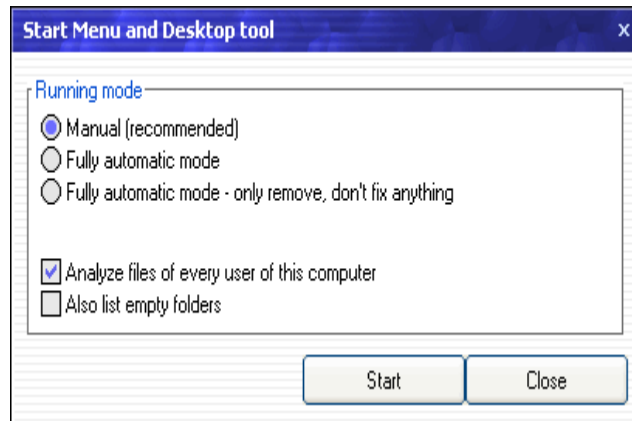 Start Menu and Desktop tool
Running mode
Manual (recommended)
Fully automatic mode
Fully automatic mode - only remove, don't fix anything
Analyze files of every user of this computer
Also list empty folders
Start Close